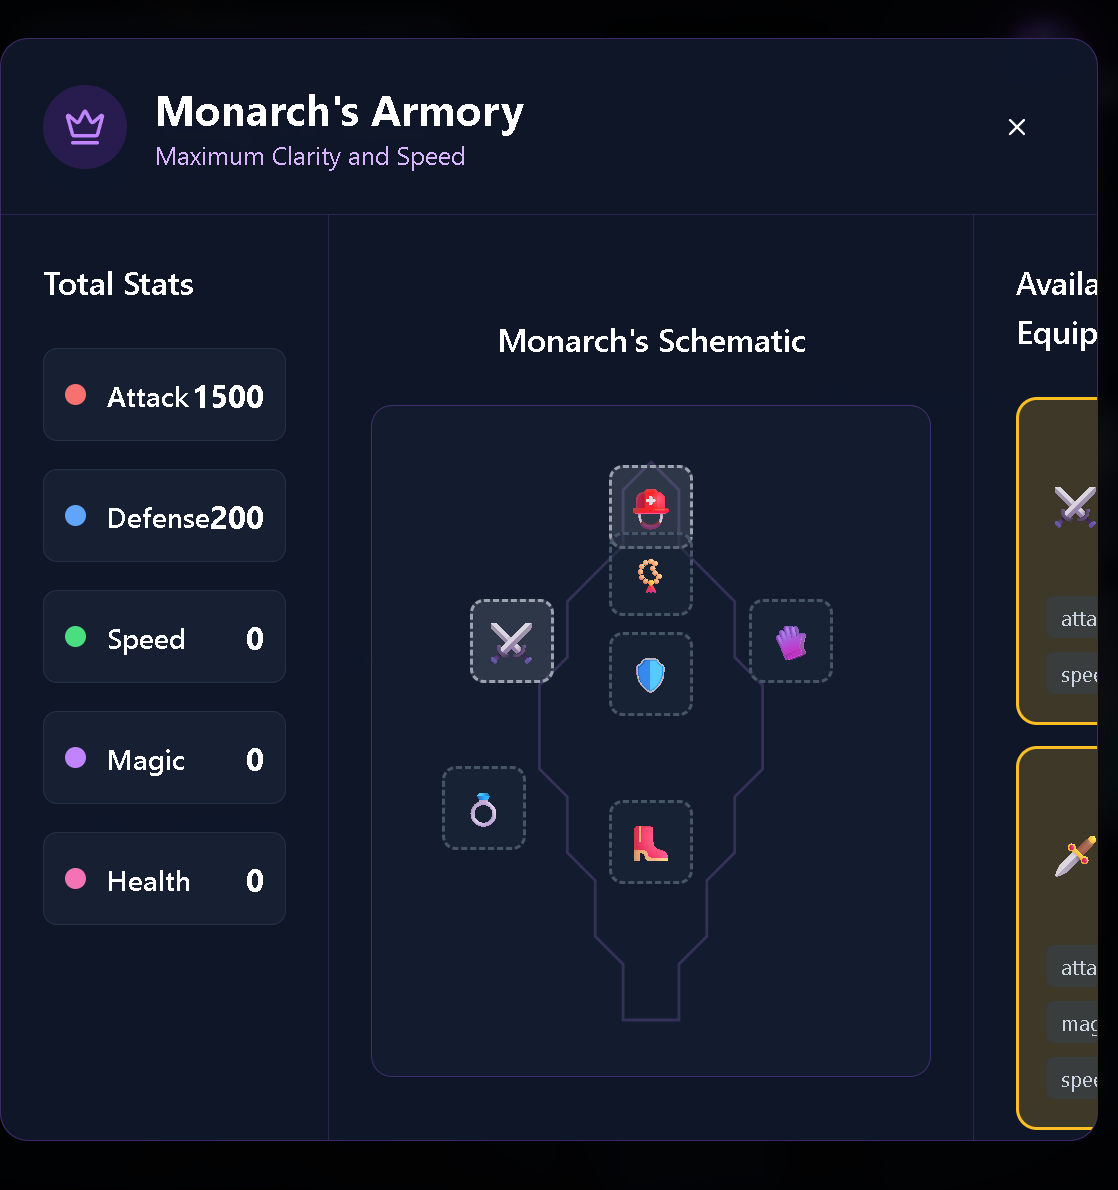 Monarch's Armory
Maximum Clarity and Speed
Total Stats
Attack 1500
Defense 200
Speed 0
Magic 0
Health 0
Monarch's Schematic
Availa
Equip
atta
spee
atta
mag
spee